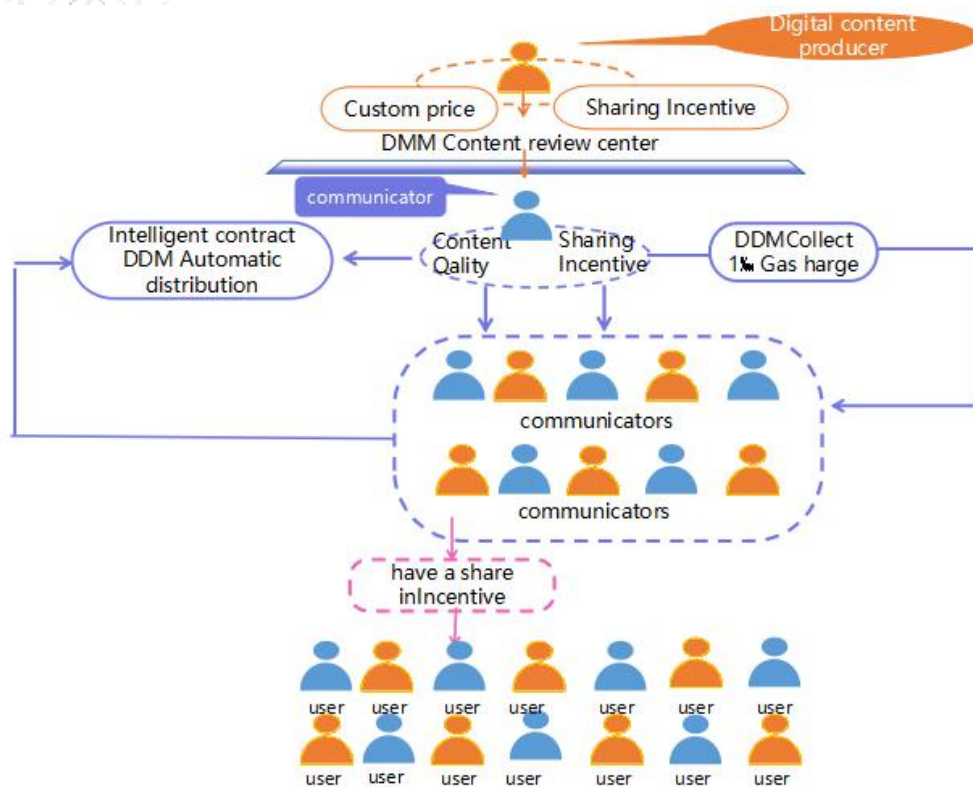 Digital content
producer
Custom price
Sharing Incentive
DMM Content review center
communicator
Intelligent contract
DDM Automatic
distribution
Content
Qality
Sharing
Incentive
DDMCollect
1‰ Gas harge
communicators
communicators
have a share
inIncentive
user user user user user user user
user user user user user user user